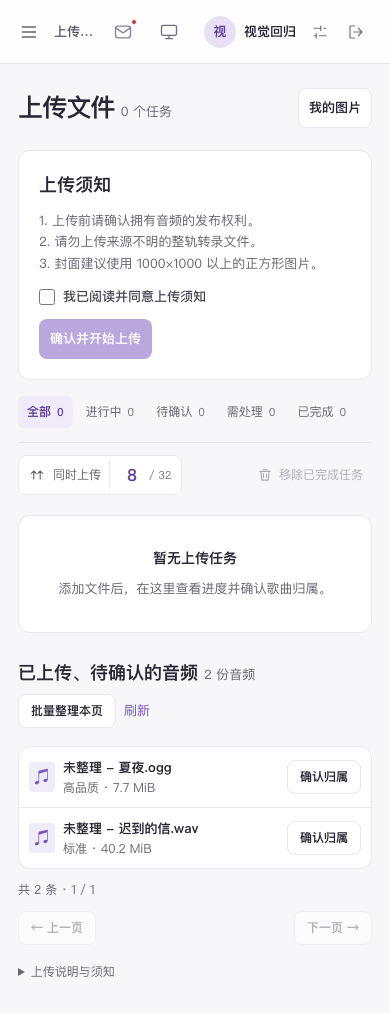 上传...
视 视觉回归
上传文件 0 个任务
我的图片
上传须知
1. 上传前请确认拥有音频的发布权利。
2. 请勿上传来源不明的整轨转录文件。
3. 封面建议使用 1000×1000 以上的正方形图片。
我已阅读并同意上传须知
确认并开始上传
全部 0 进行中 0 待确认 0 需处理 0 已完成 0
同时上传 8 / 32 移除已完成任务
暂无上传任务
添加文件后，在这里查看进度并确认歌曲归属。
已上传、待确认的音频 2 份音频
批量整理本页 刷新
未整理 – 夏夜.ogg
高品质 · 7.7 MiB
确认归属
未整理 – 迟到的信.wav
标准 · 40.2 MiB
确认归属
共 2 条 · 1 / 1
← 上一页 下一页 →
▶ 上传说明与须知